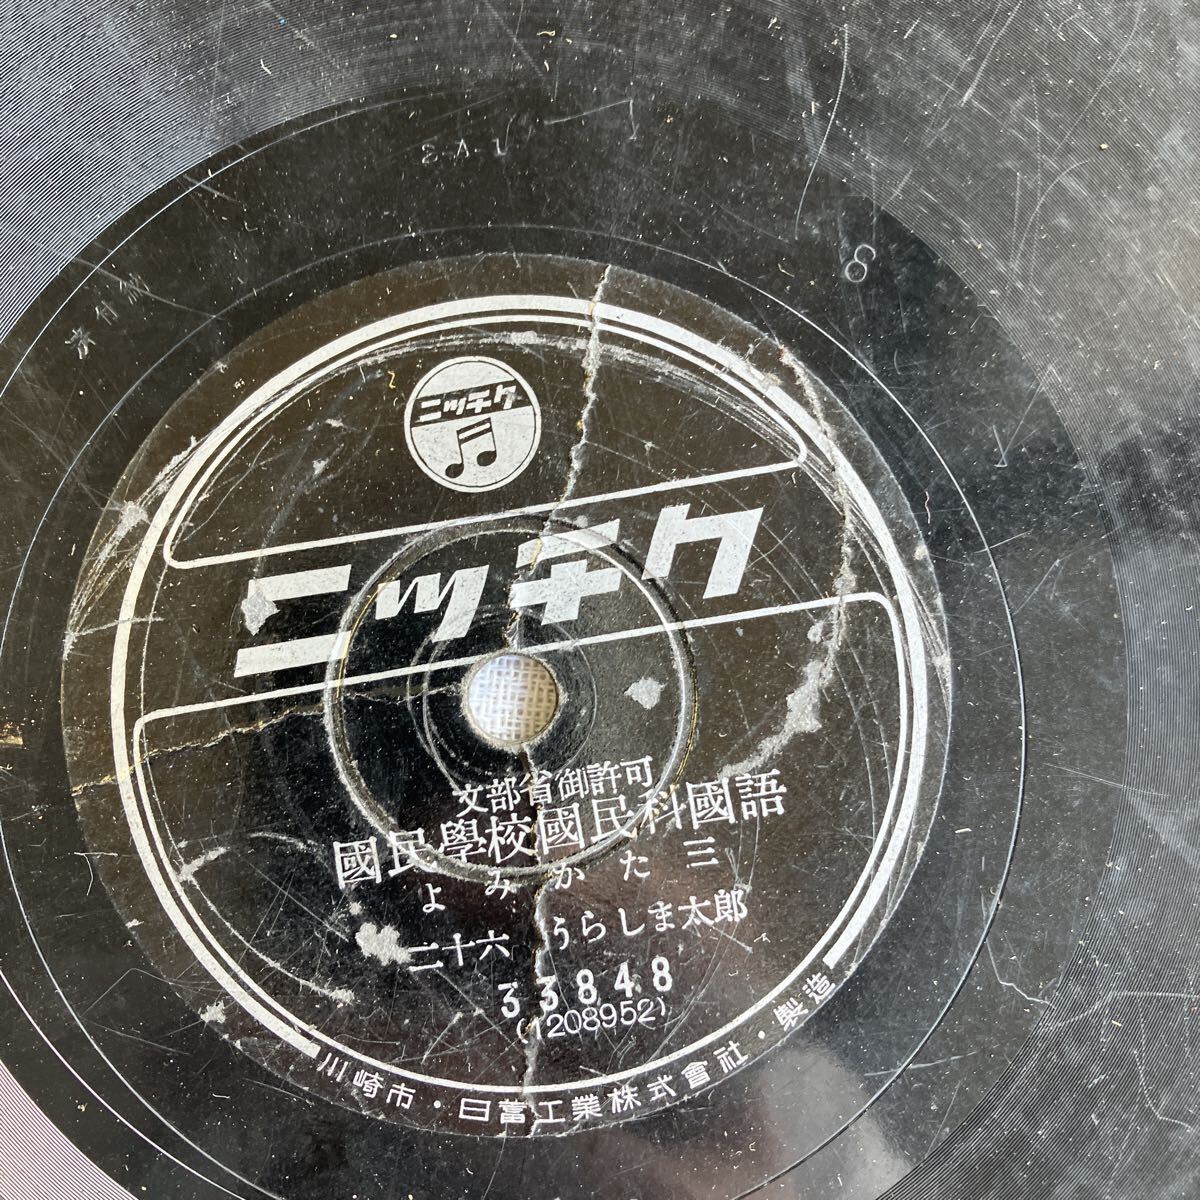 ニッチク
ニッチク
文部省御許可
國民學校國民科國語
よみかた 三
二十六 うらしま太郎
33848
(1208952)
川崎市・日蓄工業株式會社・製造
8